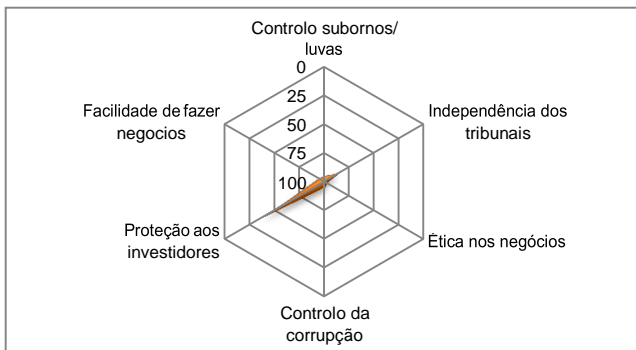 Controlo subornos/
luvas
0
25
50
75
100
Facilidade de fazer
negocios
Independência dos
tribunais
Proteção aos
investidores
Ética nos negócios
Controlo da
corrupção